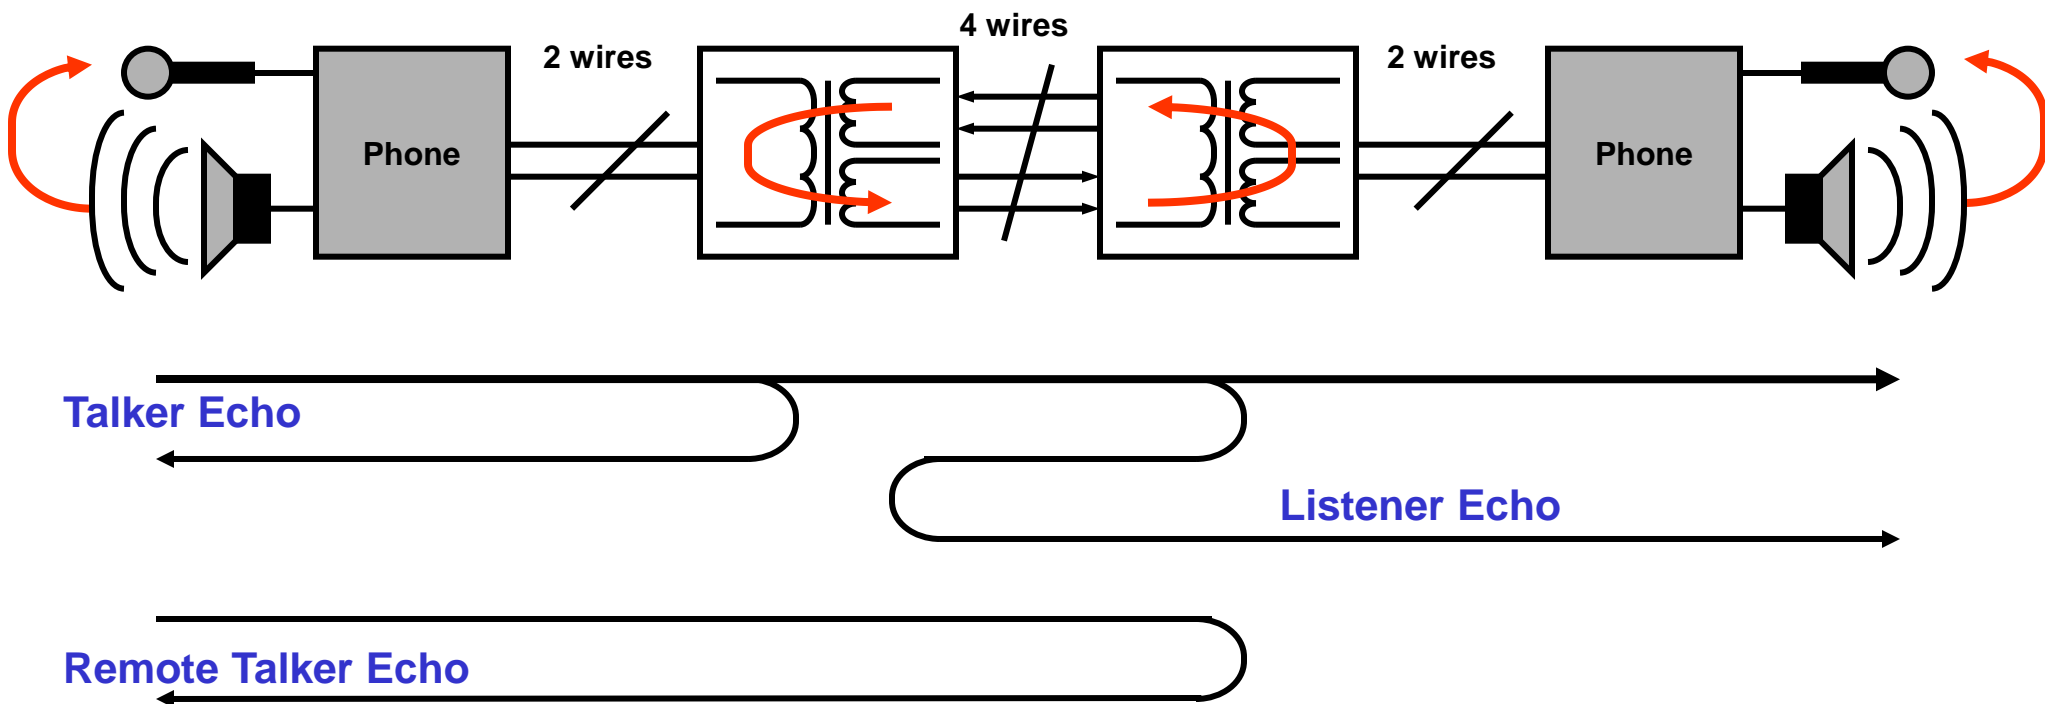 4 wires
2 wires
2 wires
Phone
Phone
Talker Echo
Listener Echo
Remote Talker Echo